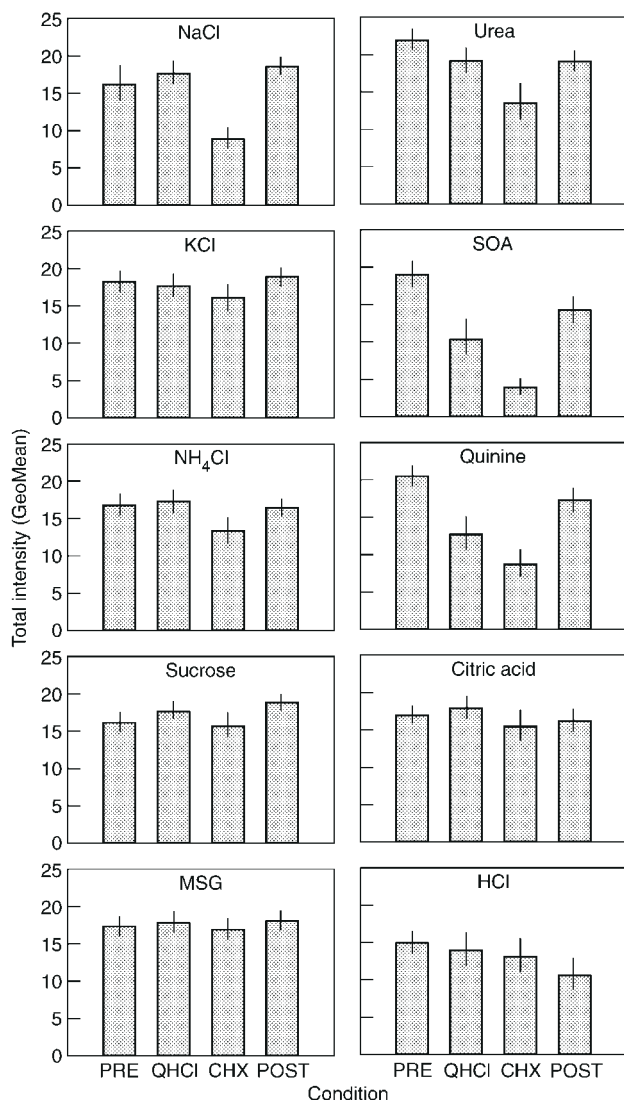 NaCl
25
20
15
10
5
0
Urea
KCl
25
20
15
10
5
0
SOA
NH4Cl
25
20
15
10
5
0
Quinine
Sucrose
25
20
15
10
5
0
Citric acid
MSG
25
20
15
10
5
0
HCl
Total intensity (GeoMean)
PRE QHCl CHX POST
PRE QHCl CHX POST
Condition